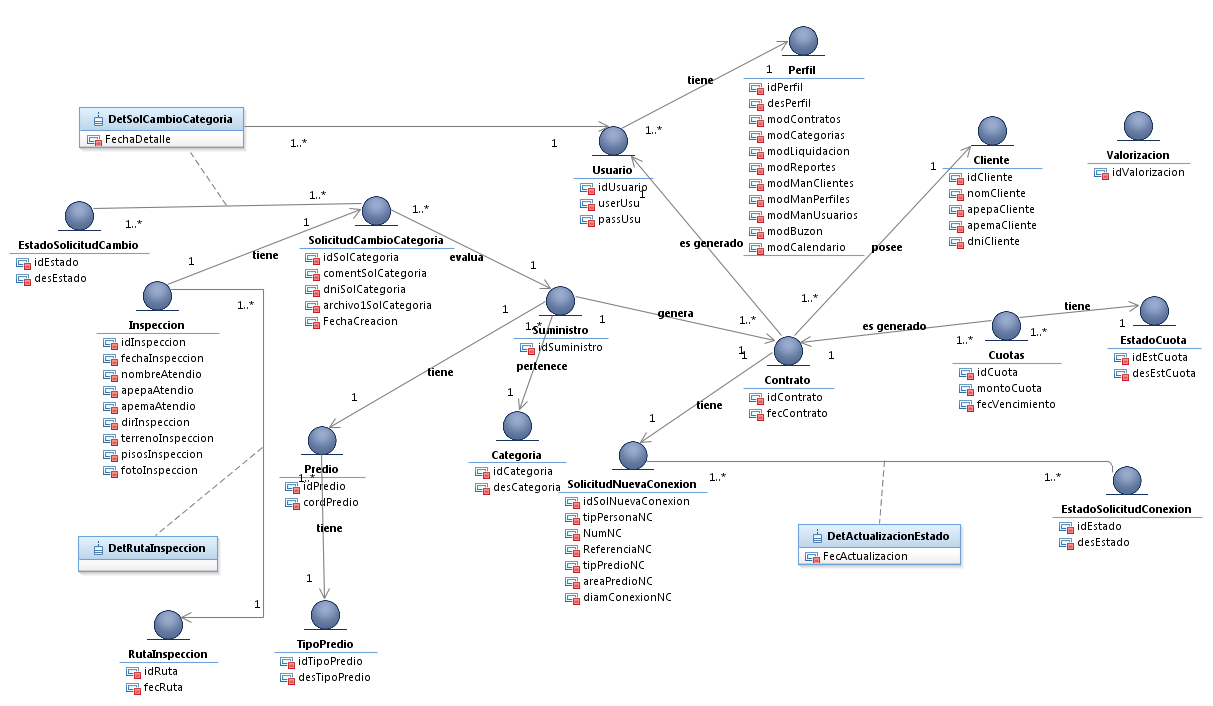 1
Perfil
idPerfil
desPerfil
modContratos
modCategorias
modLiquidacion
modReportes
modManClientes
modManPerfiles
modManUsuarios
modBuzon
modCalendario
tiene
1..*
DetSolCambioCategoria
FechaDetalle
1..*
1
Usuario
idUsuario
userUsu
passUsu
1
es generado
Cliente
idCliente
nomCliente
apepaCliente
apemaCliente
dniCliente
1
posee
1..*
Valorizacion
idValorizacion
EstadoSolicitudCambio
idEstado
desEstado
1..*
1..*
SolicitudCambioCategoria
idSolCategoria
comentSolCategoria
dniSolCategoria
archivo1SolCategoria
FechaCreacion
1
tiene
1
1..*
evalua
1
Inspeccion
idInspeccion
fechaInspeccion
nombreAtendio
apepaAtendio
apemaAtendio
dirInspeccion
terrenoInspeccion
pisosInspeccion
fotoInspeccion
1..*
Suministro
idSuministro
1
1..*
1
genera
1..*
pertenece
1
tiene
1
Contrato
idContrato
fecContrato
1
1
1
es generado
1..*
Cuotas
idCuota
montoCuota
fecVencimiento
1..*
tiene
1
EstadoCuota
idEstCuota
desEstCuota
tiene
1
Predio
idPredio
cordPredio
1..*
tiene
1
Categoria
idCategoria
desCategoria
SolicitudNuevaConexion
idSolNuevaConexion
tipPersonaNC
NumNC
ReferenciaNC
tipPredioNC
areaPredioNC
diamConexionNC
1..*
1..*
EstadoSolicitudConexion
idEstado
desEstado
DetActualizacionEstado
FecActualizacion
DetRutaInspeccion
1
RutaInspeccion
idRuta
fecRuta
TipoPredio
idTipoPredio
desTipoPredio